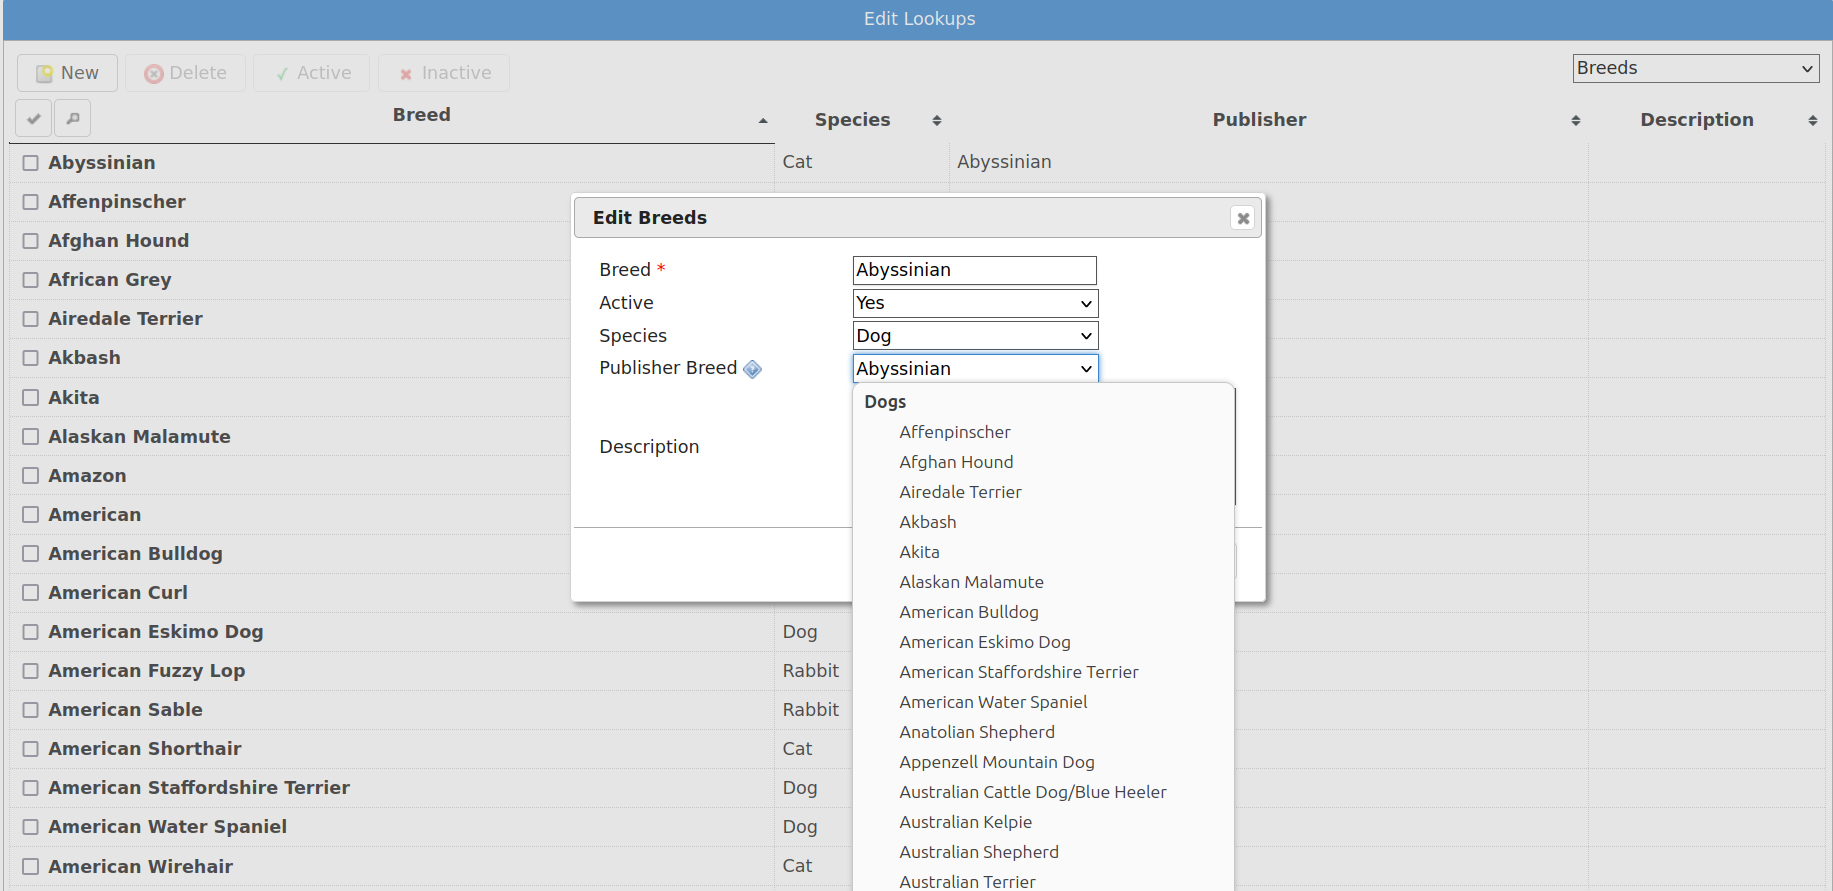 Edit Lookups
New Delete Active Inactive Breeds
Breed Species Publisher Description
Abyssinian Cat Abyssinian
Affenpinscher
Afghan Hound
African Grey
Airedale Terrier
Akbash
Akita
Alaskan Malamute
Amazon
American
American Bulldog
American Curl
American Eskimo Dog Dog
American Fuzzy Lop Rabbit
American Sable Rabbit
American Shorthair Cat
American Staffordshire Terrier Dog
American Water Spaniel Dog
American Wirehair Cat
Edit Breeds
Breed * Abyssinian
Active Yes
Species Dog
Publisher Breed Abyssinian
Description
Dogs
Affenpinscher
Afghan Hound
Airedale Terrier
Akbash
Akita
Alaskan Malamute
American Bulldog
American Eskimo Dog
American Staffordshire Terrier
American Water Spaniel
Anatolian Shepherd
Appenzell Mountain Dog
Australian Cattle Dog/Blue Heeler
Australian Kelpie
Australian Shepherd
Australian Terrier